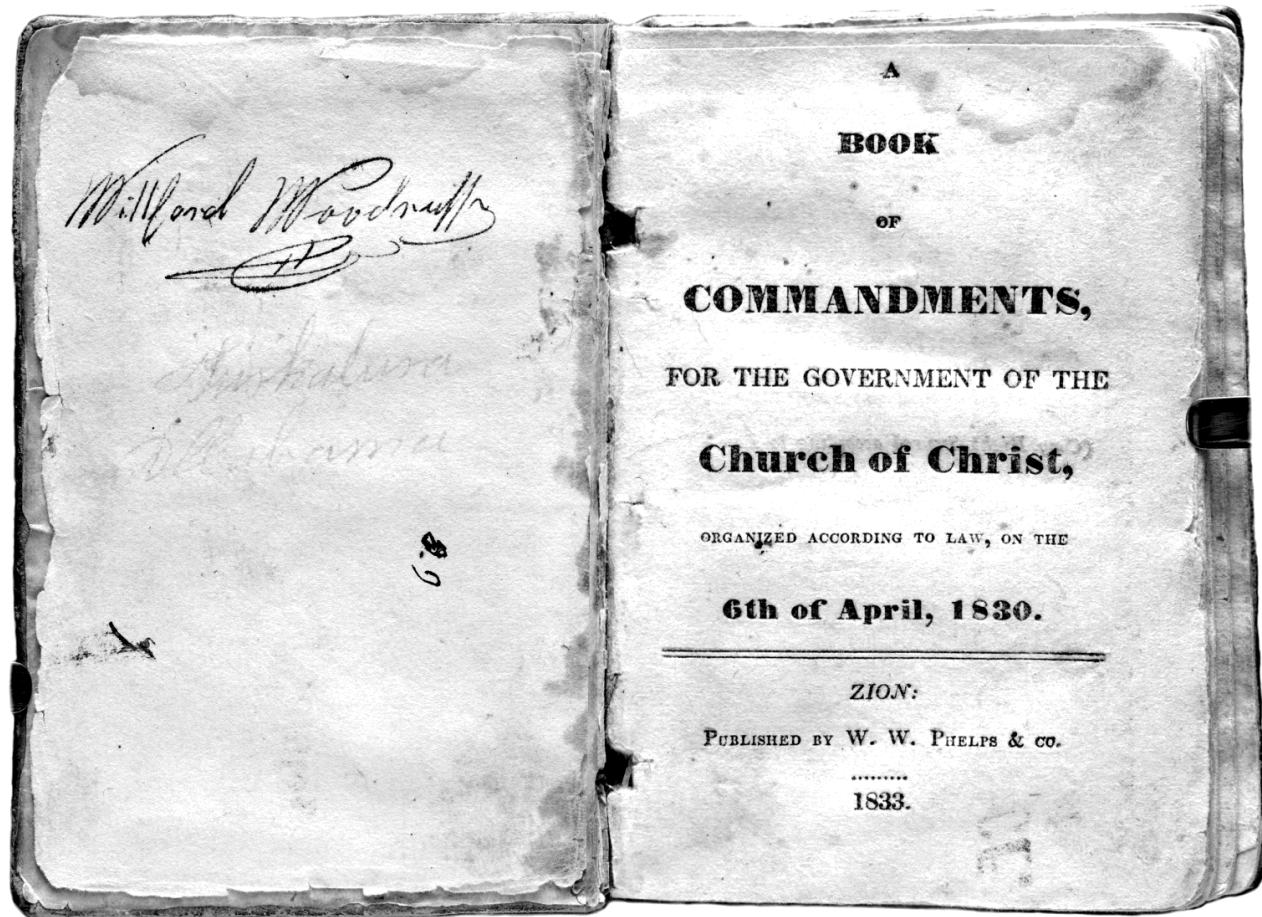 Willford Woodruff
A
BOOK
OF
COMMANDMENTS,
FOR THE GOVERNMENT OF THE
Church of Christ,
ORGANIZED ACCORDING TO LAW, ON THE
6th of April, 1830.
ZION:
PUBLISHED BY W. W. PHELPS & CO.
.........
1833.